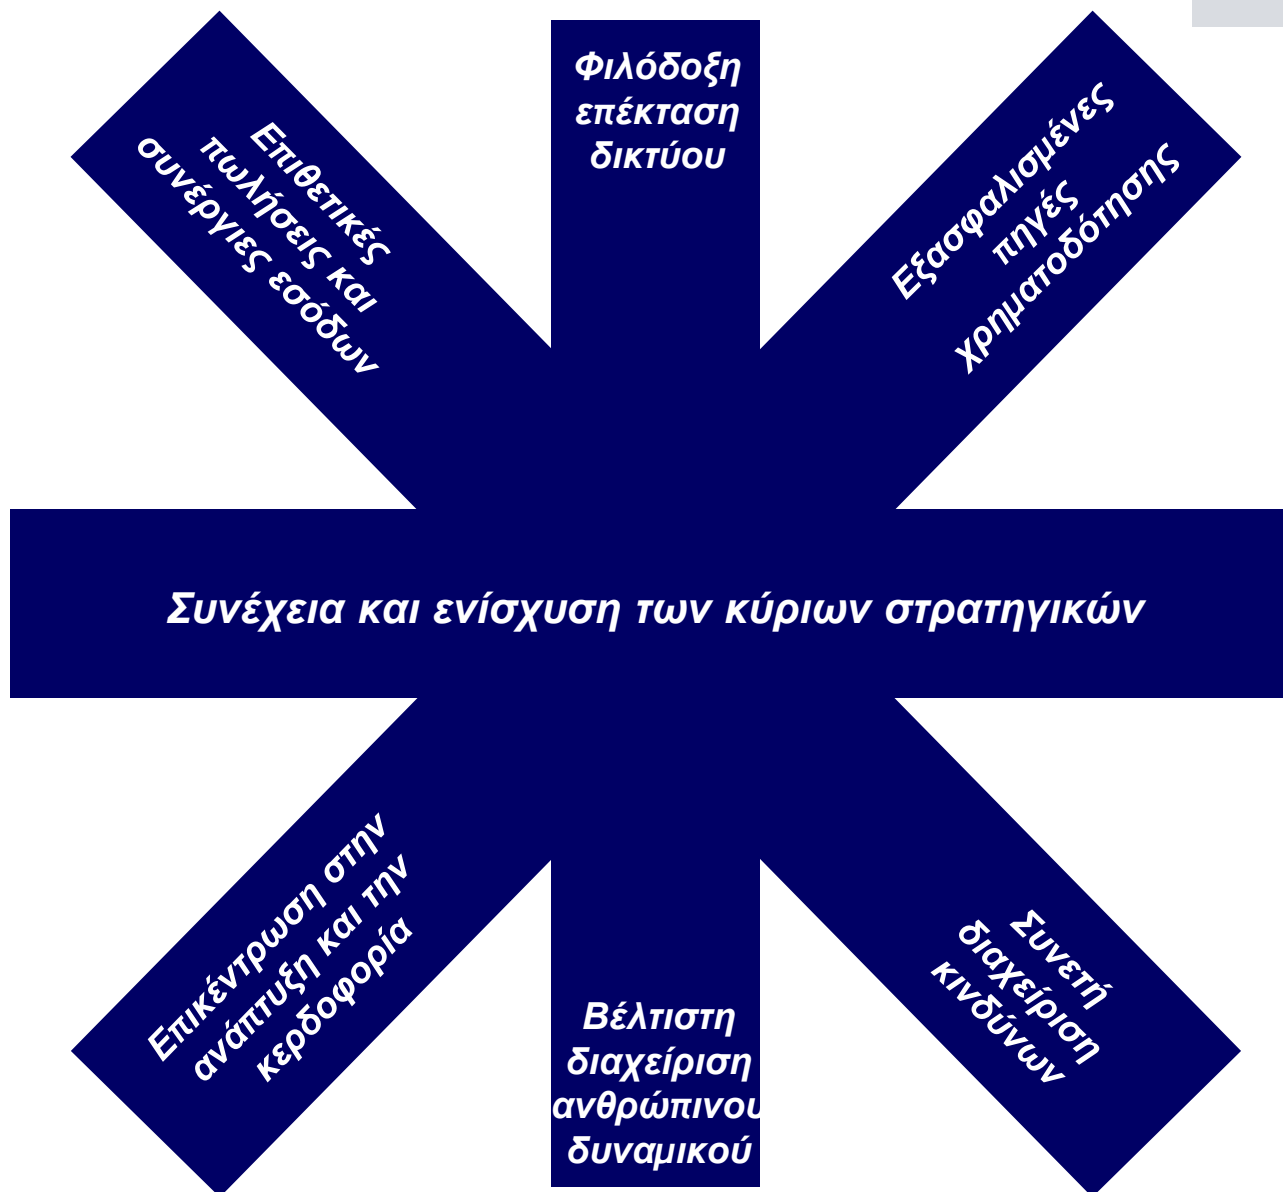 Φιλόδοξη
επέκταση
δικτύου
Επιθετικές
πωλήσεις και
συνέργιες εσόδων
Εξασφαλισμένες
πηγές
χρηματοδότησης
Συνέχεια και ενίσχυση των κύριων στρατηγικών
Επικέντρωση στην
ανάπτυξη και την
κερδοφορία
Συνετή
διαχείριση
κινδύνων
Βέλτιστη
διαχείριση
ανθρώπινου
δυναμικού